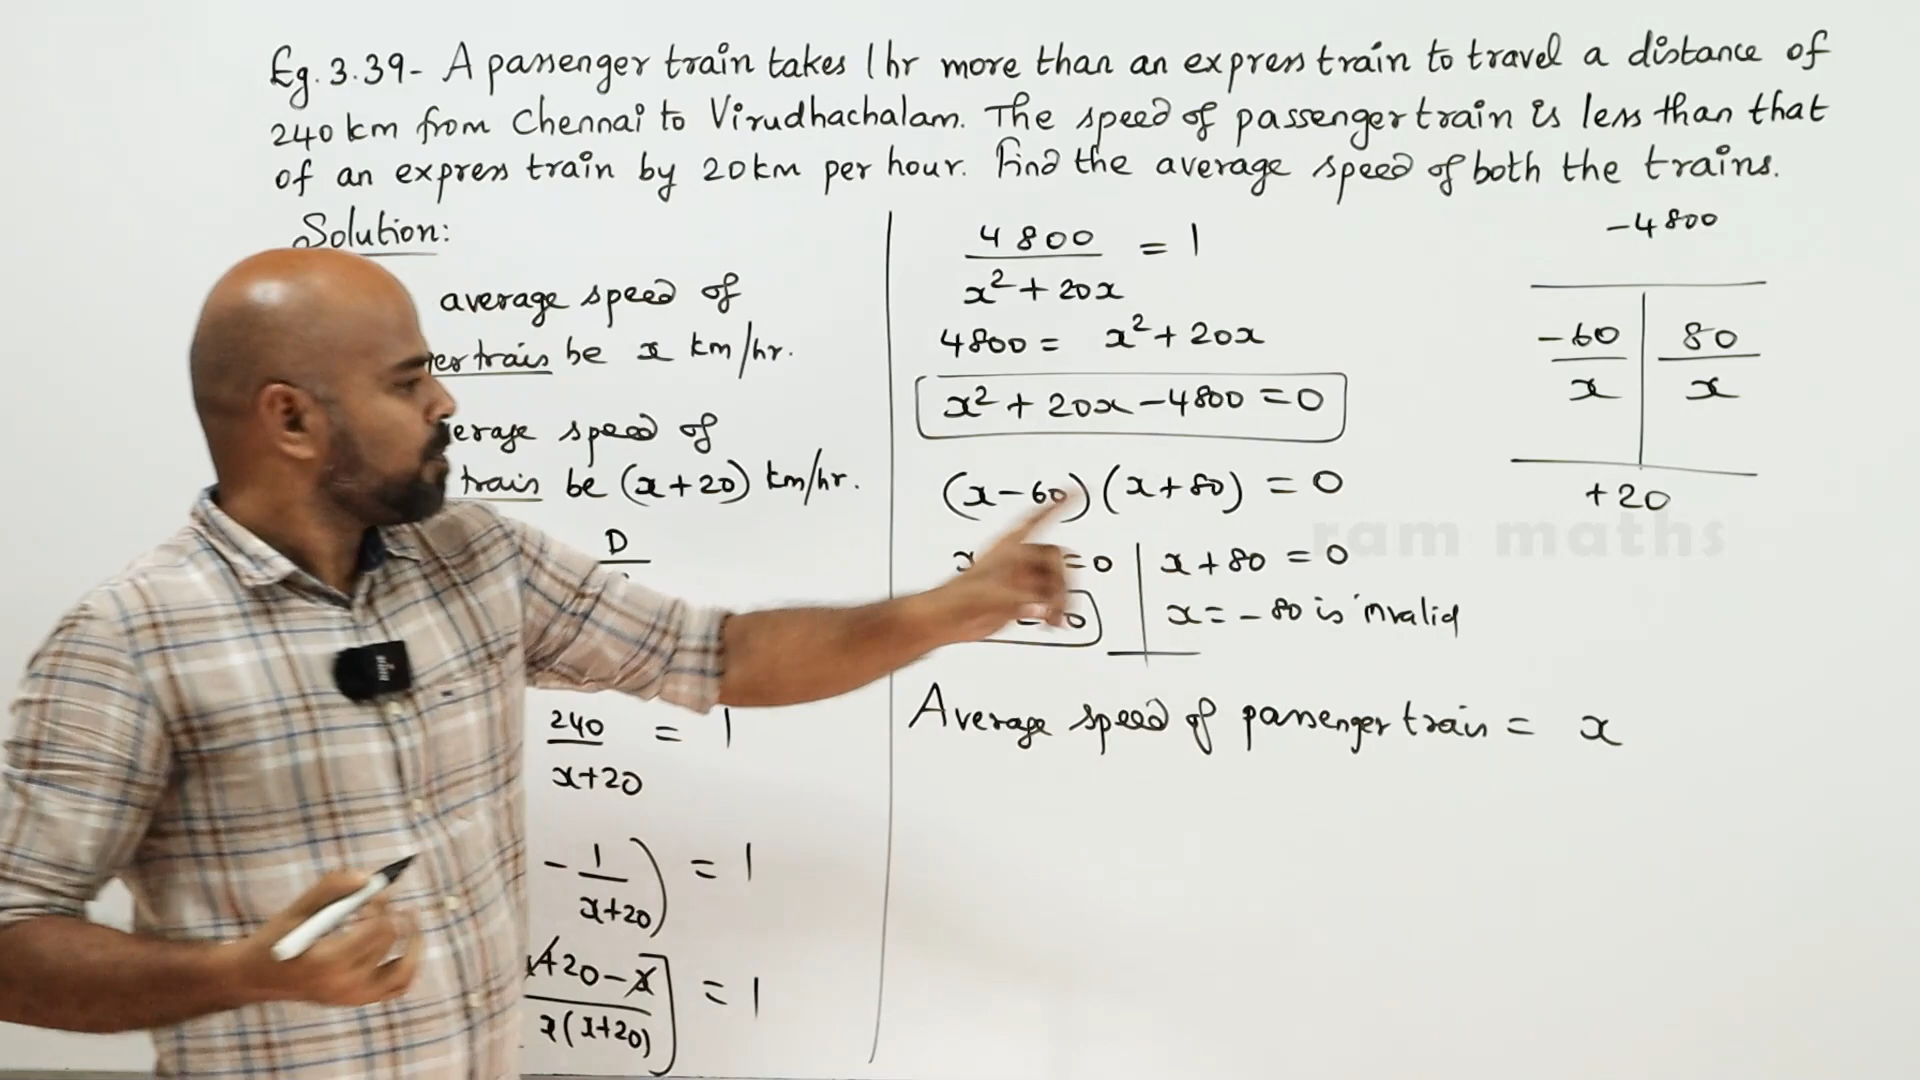 Eg. 3.39- A passenger train takes 1 hr more than an express train to travel a distance of
240 km from Chennai to Virudhachalam. The speed of passenger train is less than that
of an express train by 20 km per hour. Find the average speed of both the trains.
Solution:
average speed of
train be x km/hr.
speed of
train be (x+20) km/hr.
D
240/(x+20) = 1
- 1/(x+20)) = 1
x+20-x
x(x+20)] = 1
4800/(x²+20x) = 1
4800 = x²+20x
x²+20x-4800=0
(x-60)(x+80) = 0
=0 | x+80 = 0
x = -80 is invalid
Average speed of passenger train = x
-4800
-60/x | 80/x
+20
ram maths